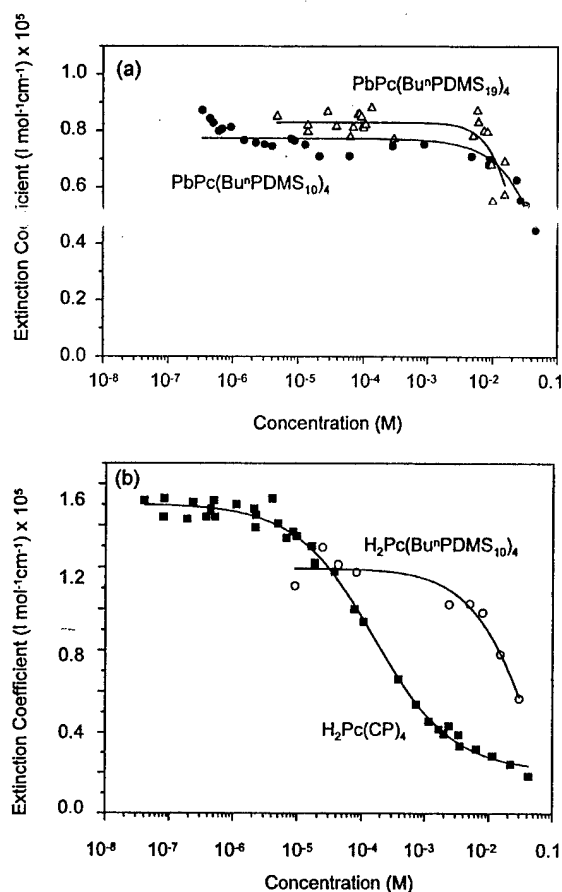 (a)
Extinction Coefficient (l mol⁻¹cm⁻¹) x 10⁵
1.0
0.8
0.6
0.4
0.2
0.0
PbPc(BuⁿPDMS₁₉)₄
PbPc(BuⁿPDMS₁₀)₄
10⁻⁸ 10⁻⁷ 10⁻⁶ 10⁻⁵ 10⁻⁴ 10⁻³ 10⁻² 0.1
Concentration (M)
(b)
Extinction Coefficient (l mol⁻¹cm⁻¹) x 10⁵
1.6
1.2
0.8
0.4
0.0
H₂Pc(BuⁿPDMS₁₀)₄
H₂Pc(CP)₄
10⁻⁸ 10⁻⁷ 10⁻⁶ 10⁻⁵ 10⁻⁴ 10⁻³ 10⁻² 0.1
Concentration (M)